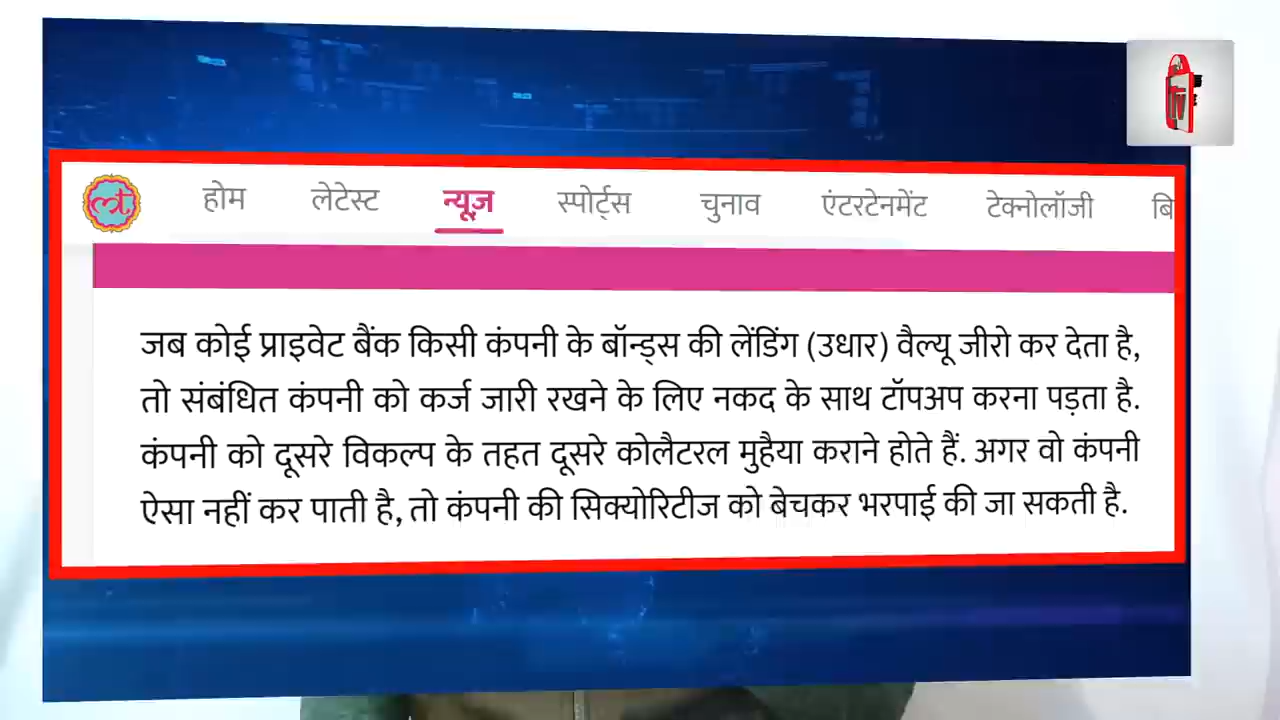 होम लेटेस्ट न्यूज़ स्पोर्ट्स चुनाव एंटरटेनमेंट टेक्नोलॉजी बि
जब कोई प्राइवेट बैंक किसी कंपनी के बॉन्ड्स की लेंडिंग (उधार) वैल्यू जीरो कर देता है,
तो संबंधित कंपनी को कर्ज जारी रखने के लिए नकद के साथ टॉपअप करना पड़ता है.
कंपनी को दूसरे विकल्प के तहत दूसरे कोलैटरल मुहैया कराने होते हैं. अगर वो कंपनी
ऐसा नहीं कर पाती है, तो कंपनी की सिक्योरिटीज को बेचकर भरपाई की जा सकती है.